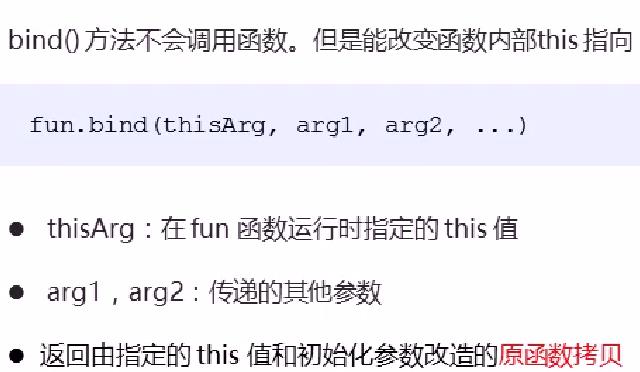 bind() 方法不会调用函数。但是能改变函数内部this 指向
fun.bind(thisArg, arg1, arg2, ...)
● thisArg：在 fun 函数运行时指定的 this 值
● arg1，arg2：传递的其他参数
● 返回由指定的 this 值和初始化参数改造的原函数拷贝